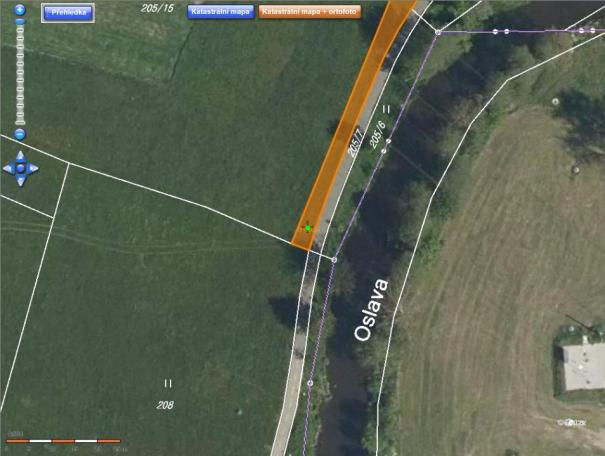 Přehledka
205/15
Katastrální mapa
Katastrální mapa + ortofoto
205/7
205/6
Oslava
208